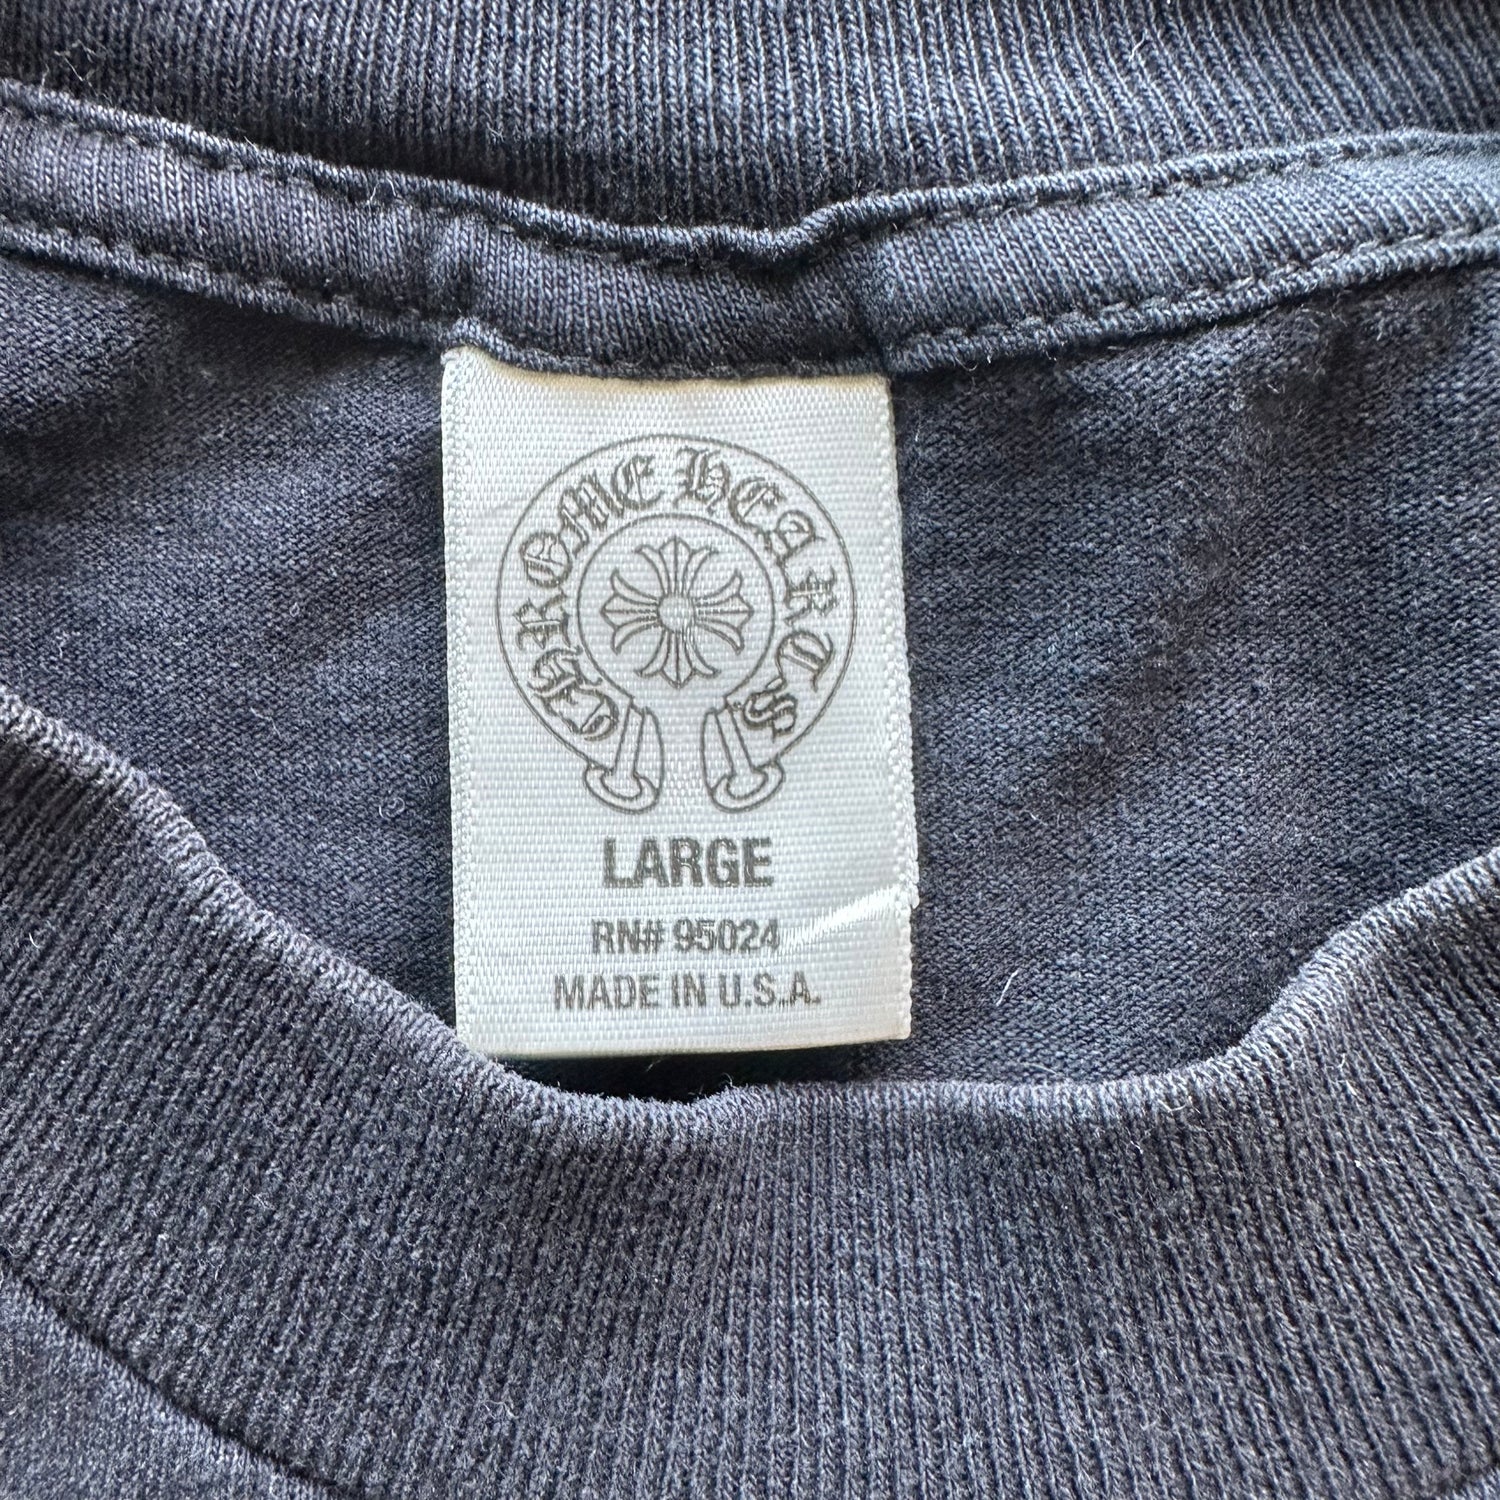 CHROME HEARTS
LARGE
RN# 95024
MADE IN U.S.A.